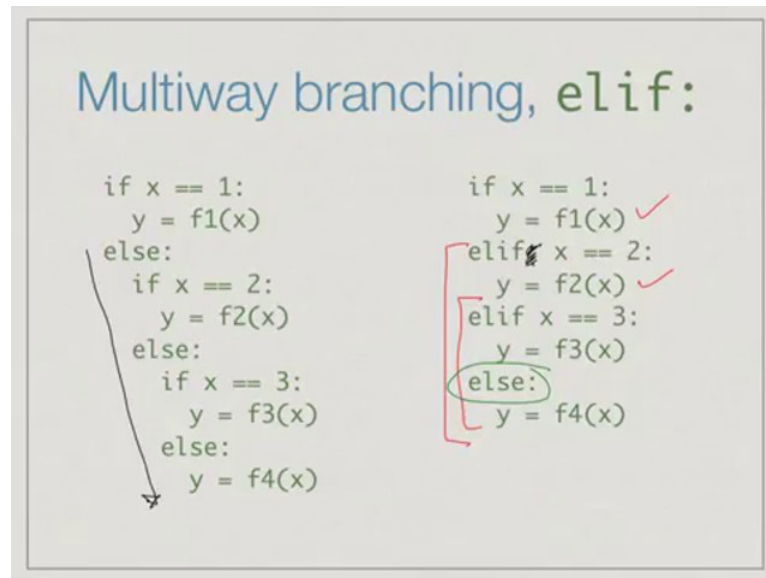 Multiway branching, elif:
if x == 1:
y = f1(x)
else:
if x == 2:
y = f2(x)
else:
if x == 3:
y = f3(x)
else:
y = f4(x)
if x == 1:
y = f1(x)
elif x == 2:
y = f2(x)
elif x == 3:
y = f3(x)
else:
y = f4(x)